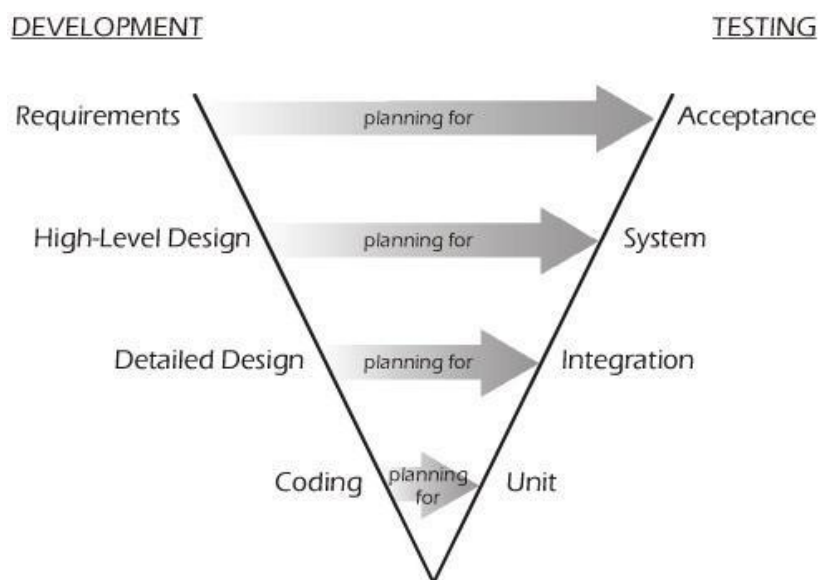 DEVELOPMENT TESTING
Requirements planning for Acceptance
High-Level Design planning for System
Detailed Design planning for Integration
Coding planning for Unit